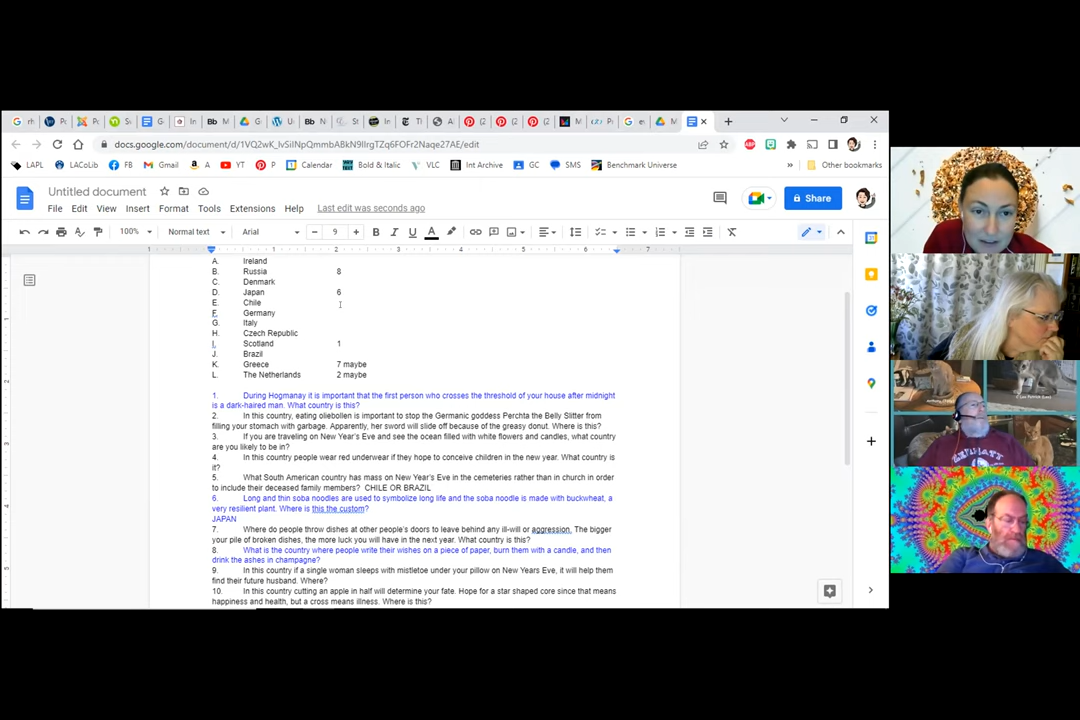 docs.google.com/document/d/1VQ2wK_lvSiINpQmmbABkN9IIrgTZq6FOFr2Naqe27AE/edit
LAPL LACoLib FB Gmail A YT P Calendar Bold & Italic VLC Int Archive GC SMS Benchmark Universe » Other bookmarks
Untitled document
File Edit View Insert Format Tools Extensions Help Last edit was seconds ago
Share
100% Normal text Arial 9
A. Ireland
B. Russia 8
C. Denmark
D. Japan 6
E. Chile
F. Germany
G. Italy
H. Czech Republic
I. Scotland 1
J. Brazil
K. Greece 7 maybe
L. The Netherlands 2 maybe
1. During Hogmanay it is important that the first person who crosses the threshold of your house after midnight
is a dark-haired man. What country is this?
2. In this country, eating oliebollen is important to stop the Germanic goddess Perchta the Belly Slitter from
filling your stomach with garbage. Apparently, her sword will slide off because of the greasy donut. Where is this?
3. If you are traveling on New Year's Eve and see the ocean filled with white flowers and candles, what country
are you likely to be in?
4. In this country people wear red underwear if they hope to conceive children in the new year. What country is
it?
5. What South American country has mass on New Year's Eve in the cemeteries rather than in church in order
to include their deceased family members? CHILE OR BRAZIL
6. Long and thin soba noodles are used to symbolize long life and the soba noodle is made with buckwheat, a
very resilient plant. Where is this the custom?
JAPAN
7. Where do people throw dishes at other people's doors to leave behind any ill-will or aggression. The bigger
your pile of broken dishes, the more luck you will have in the next year. What country is this?
8. What is the country where people write their wishes on a piece of paper, burn them with a candle, and then
drink the ashes in champagne?
9. In this country if a single woman sleeps with mistletoe under your pillow on New Years Eve, it will help them
find their future husband. Where?
10. In this country cutting an apple in half will determine your fate. Hope for a star shaped core since that means
happiness and health, but a cross means illness. Where is this?